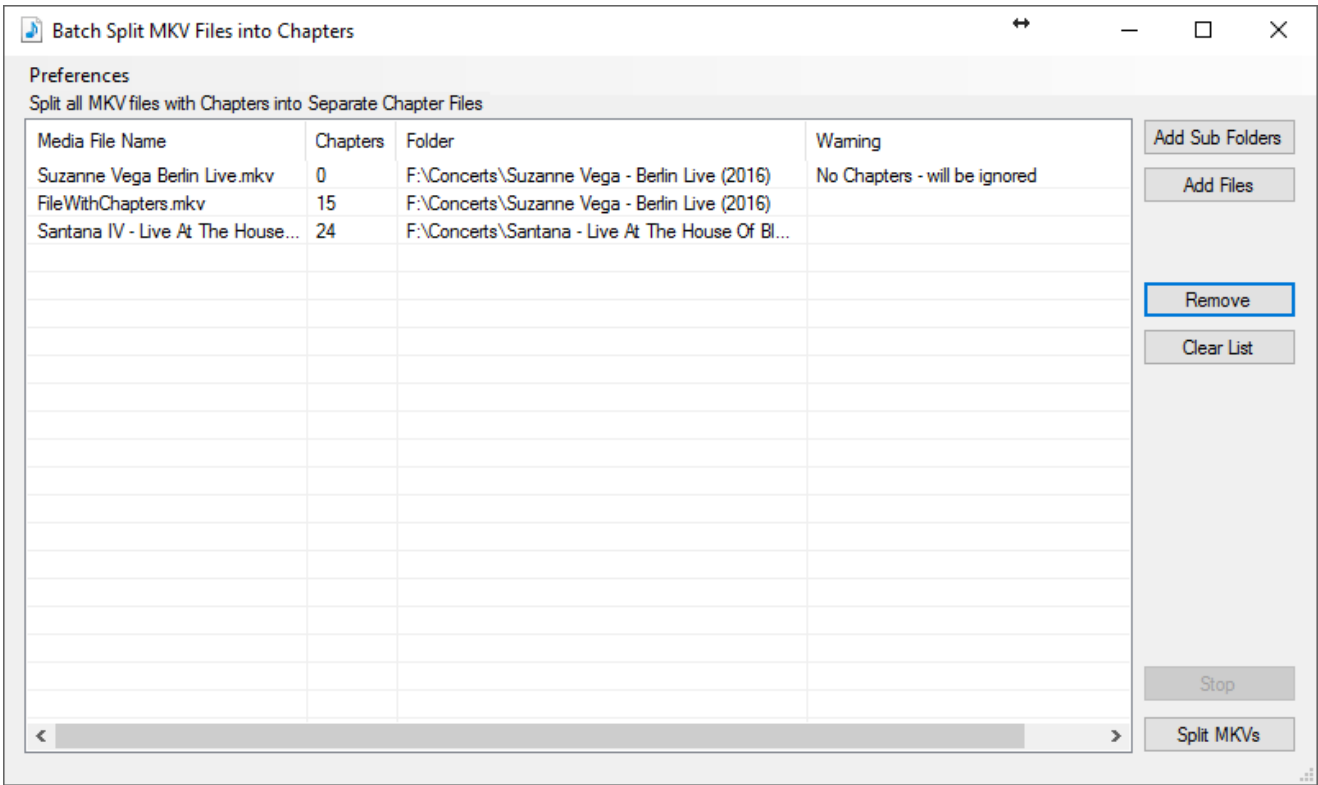 Batch Split MKV Files into Chapters
Preferences
Split all MKV files with Chapters into Separate Chapter Files
Media File Name Chapters Folder Warning
Suzanne Vega Berlin Live.mkv 0 F:\Concerts\Suzanne Vega - Berlin Live (2016) No Chapters - will be ignored
FileWithChapters.mkv 15 F:\Concerts\Suzanne Vega - Berlin Live (2016)
Santana IV - Live At The House... 24 F:\Concerts\Santana - Live At The House Of Bl...
Add Sub Folders
Add Files
Remove
Clear List
Stop
Split MKVs